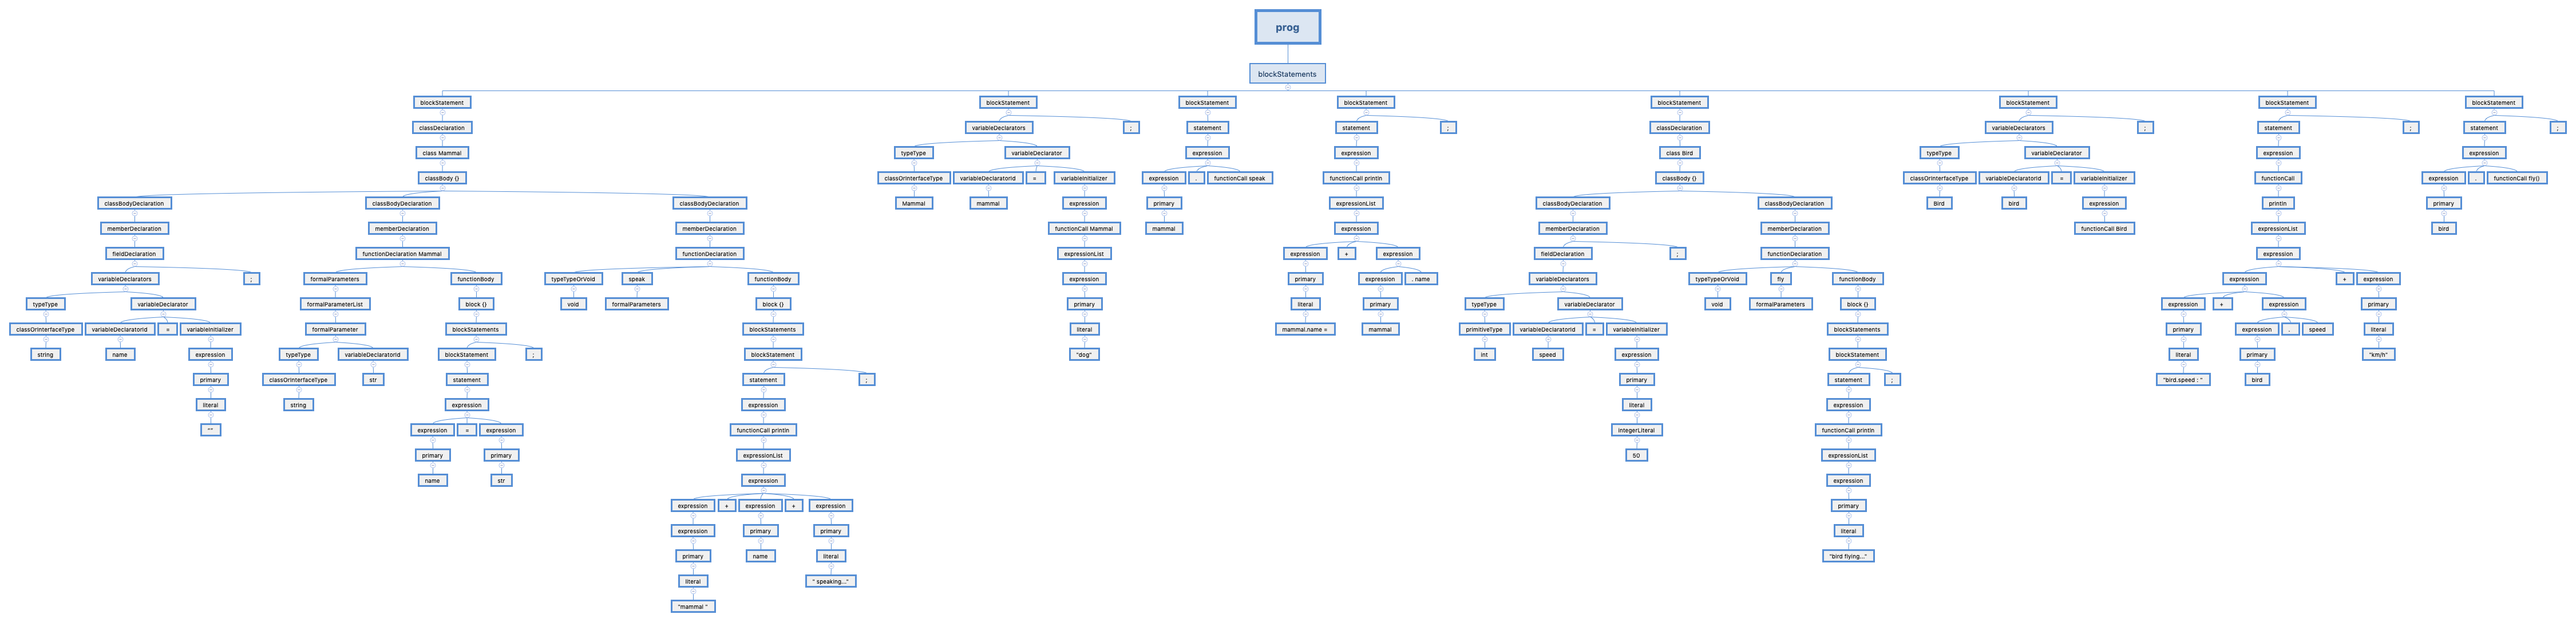 prog
blockStatements
blockStatement blockStatement blockStatement blockStatement blockStatement blockStatement blockStatement blockStatement
classDeclaration variableDeclarators ; statement statement ; classDeclaration variableDeclarators ; statement ; statement ;
class Mammal typeType variableDeclarator expression expression class Bird typeType variableDeclarator expression expression
classBody {} classOrInterfaceType variableDeclaratorId = variableInitializer expression . functionCall speak functionCall println classBody {} classOrInterfaceType variableDeclaratorId = variableInitializer functionCall expression . functionCall fly()
classBodyDeclaration classBodyDeclaration classBodyDeclaration Mammal mammal expression primary expressionList classBodyDeclaration classBodyDeclaration Bird bird expression println primary
memberDeclaration memberDeclaration memberDeclaration functionCall Mammal mammal expression memberDeclaration memberDeclaration functionCall Bird expressionList bird
fieldDeclaration functionDeclaration Mammal functionDeclaration expressionList expression + expression fieldDeclaration ; functionDeclaration expression
variableDeclarators ; formalParameters functionBody typeTypeOrVoid speak functionBody expression primary expression . name variableDeclarators typeTypeOrVoid fly functionBody expression + expression
typeType variableDeclarator formalParameterList block {} void formalParameters block {} primary literal primary typeType variableDeclarator void formalParameters block {} expression + expression primary
classOrInterfaceType variableDeclaratorId = variableInitializer formalParameter blockStatements blockStatements literal mammal.name = mammal primitiveType variableDeclaratorId = variableInitializer blockStatements primary expression . speed literal
string name expression typeType variableDeclaratorId blockStatement ; blockStatement "dog" int speed expression blockStatement literal primary "km/h"
primary classOrInterfaceType str statement statement ; primary statement ; "bird.speed : " bird
literal string expression expression literal expression
"" expression = expression functionCall println integerLiteral functionCall println
primary primary expressionList 50 expressionList
name str expression expression
expression + expression + expression primary
expression primary primary literal
primary name literal "bird flying..."
literal " speaking..."
"mammal "